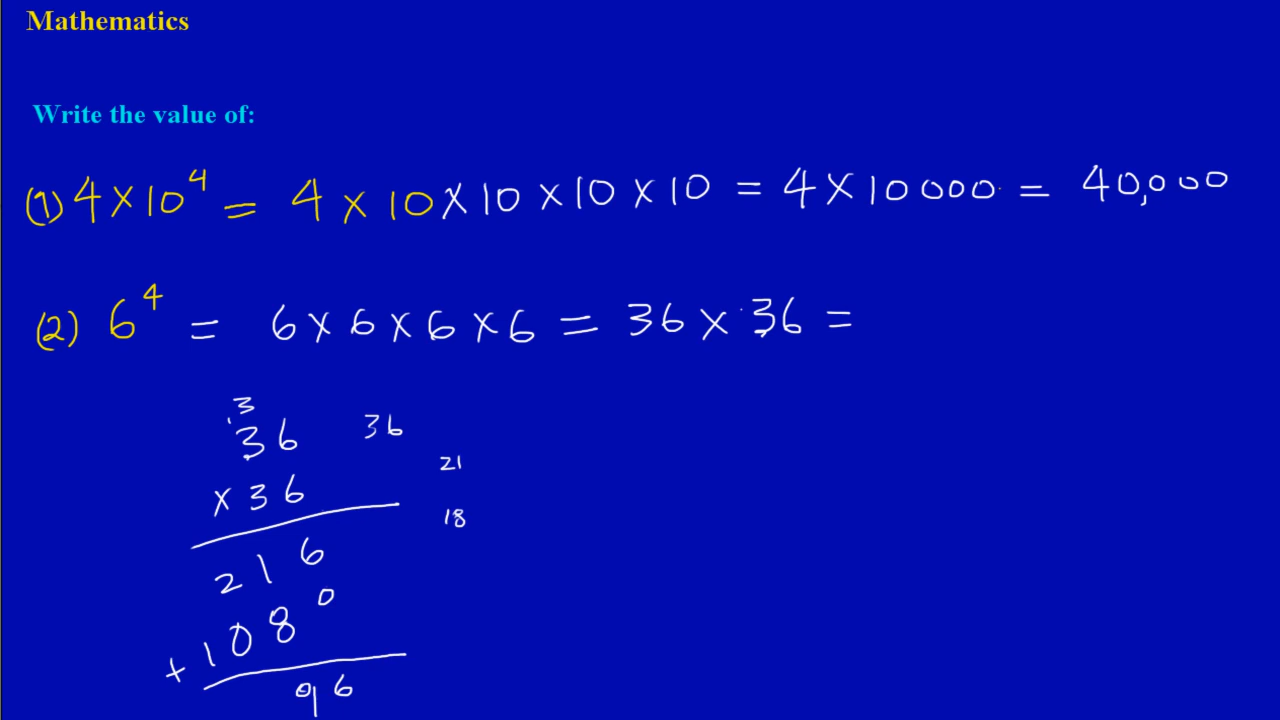 Mathematics
Write the value of:
(1) 4 × 10⁴ = 4 × 10 × 10 × 10 × 10 = 4 × 10000 = 40,000
(2) 6⁴ = 6 × 6 × 6 × 6 = 36 × 36 =
3
36 36
21
× 36
18
216
0
+ 108
96